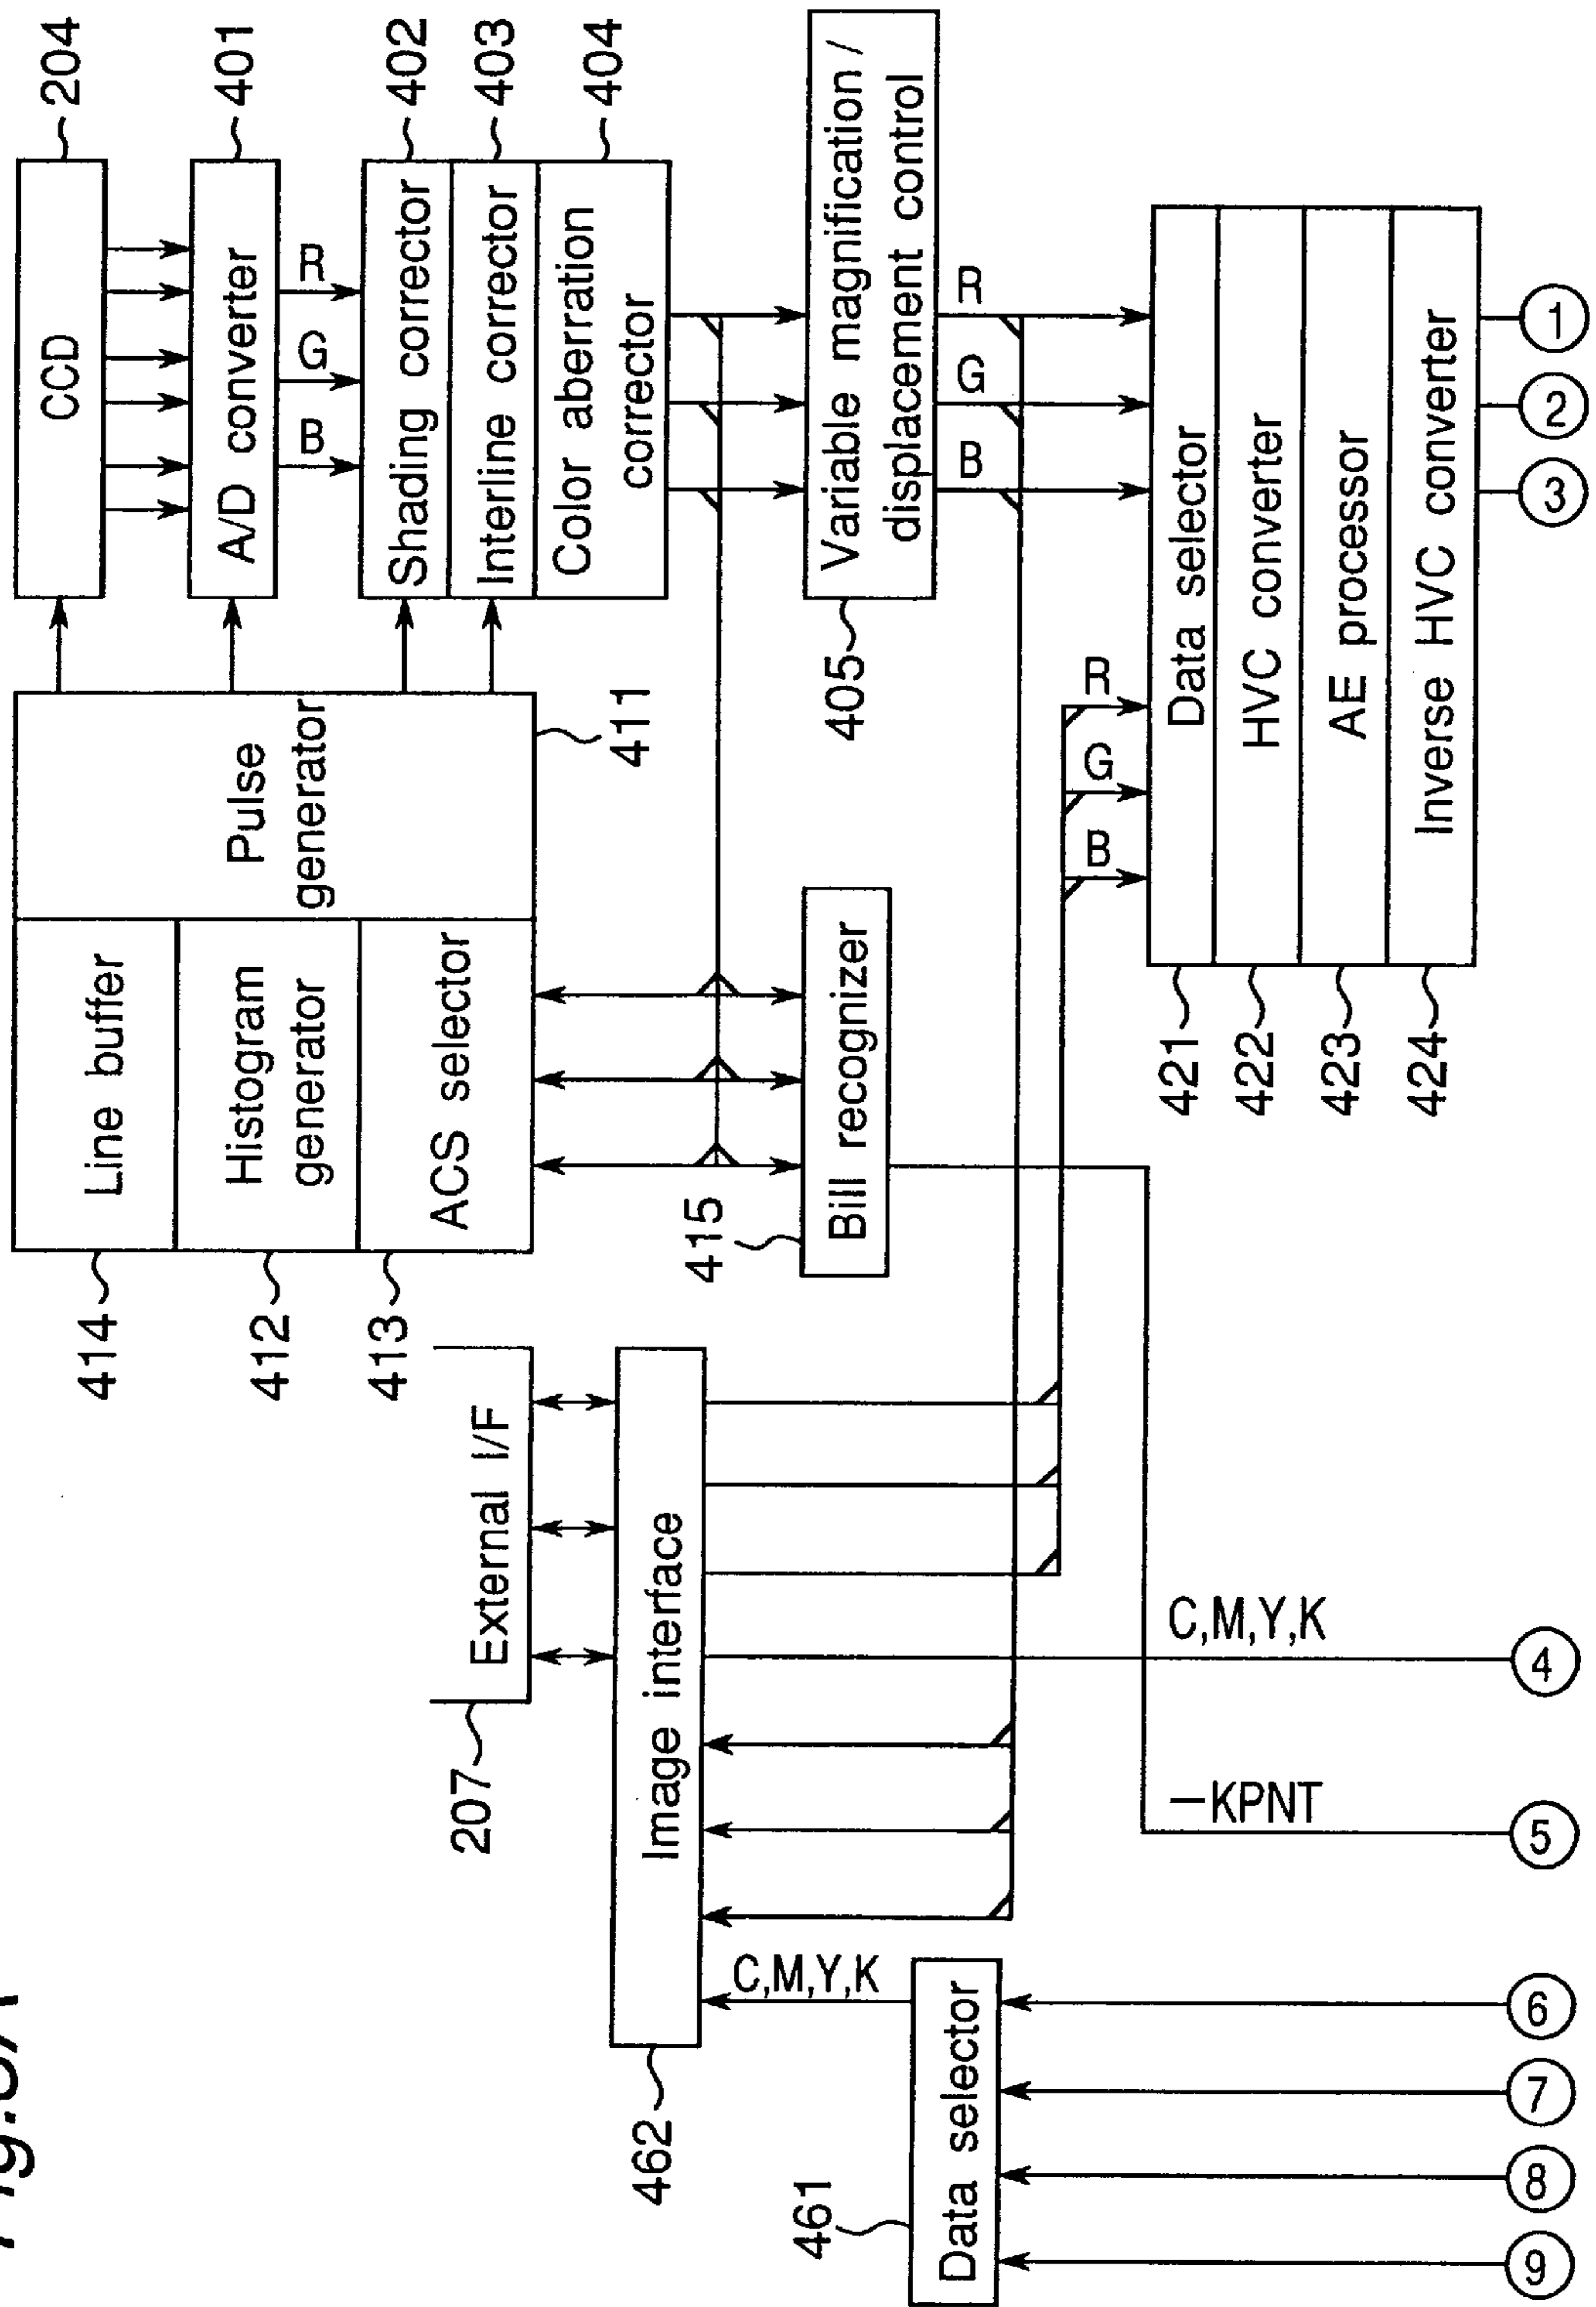 Fig.3A
CCD
204
A/D converter
401
R
G
B
Shading corrector
402
Interline corrector
403
Color aberration
corrector
404
Variable magnification /
displacement control
405
R
G
B
Pulse
generator
411
Line buffer
414
Histogram
generator
412
ACS selector
413
Bill recognizer
415
External I/F
207
Image interface
462
R
G
B
Data selector
421
HVC converter
422
AE processor
423
Inverse HVC converter
424
C,M,Y,K
–KPNT
C,M,Y,K
Data selector
461
1
2
3
4
5
6
7
8
9